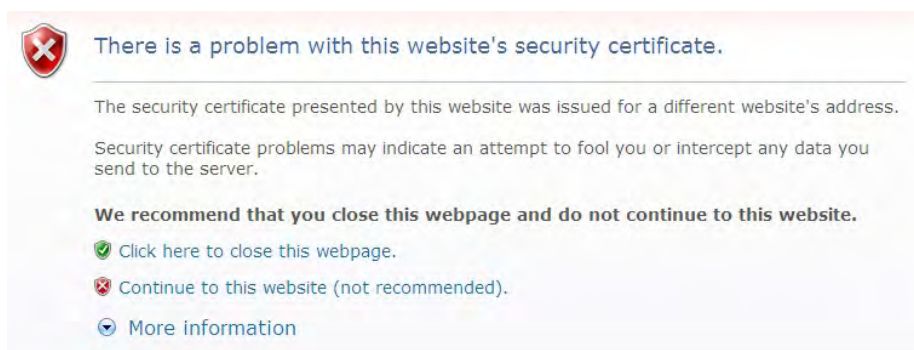 There is a problem with this website's security certificate.
The security certificate presented by this website was issued for a different website's address.
Security certificate problems may indicate an attempt to fool you or intercept any data you
send to the server.
We recommend that you close this webpage and do not continue to this website.
Click here to close this webpage.
Continue to this website (not recommended).
More information